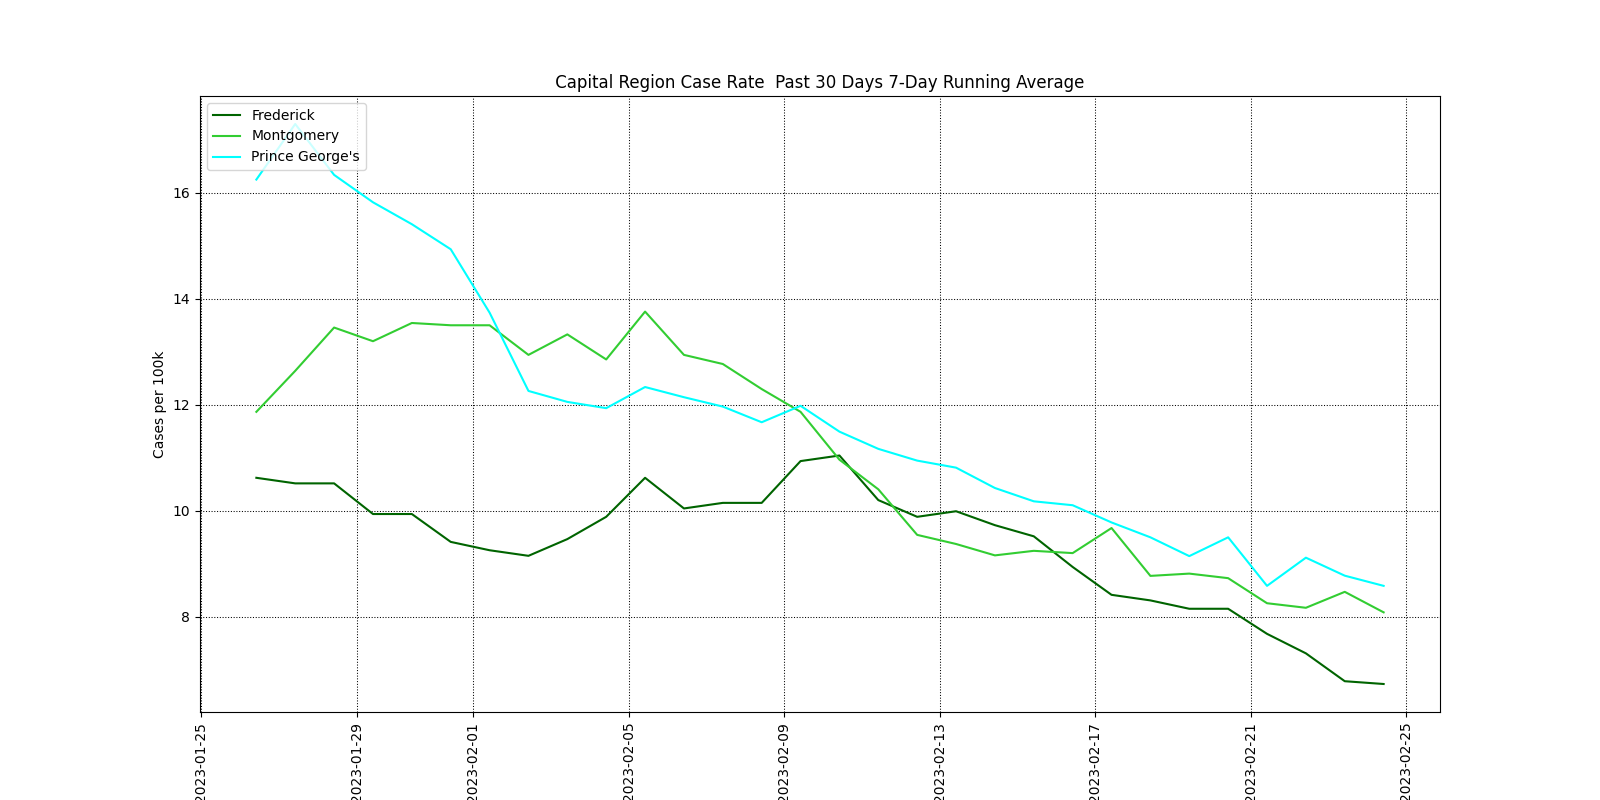 Capital Region Case Rate  Past 30 Days 7-Day Running Average
Frederick
Montgomery
Prince George's
Cases per 100k
16
14
12
10
8
2023-01-25
2023-01-29
2023-02-01
2023-02-05
2023-02-09
2023-02-13
2023-02-17
2023-02-21
2023-02-25